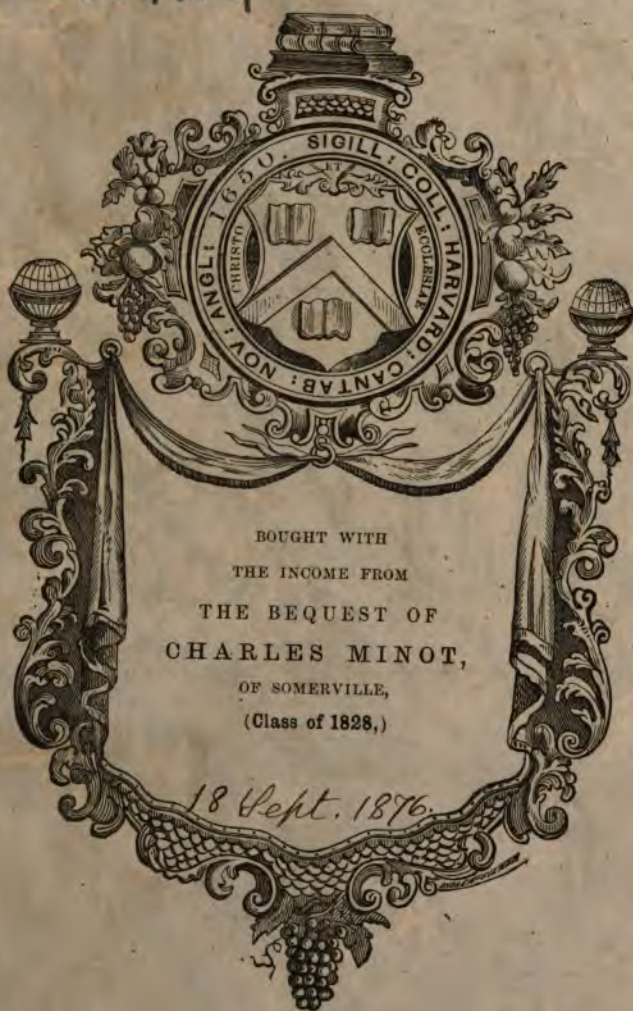 SIGILL: COLL: HARVARD: CANTAB: NOV: ANGL: 1650.
ET
CHRISTO
ECCLESIAE
BOUGHT WITH
THE INCOME FROM
THE BEQUEST OF
CHARLES MINOT,
OF SOMERVILLE,
(Class of 1828,)
18 Sept. 1876.